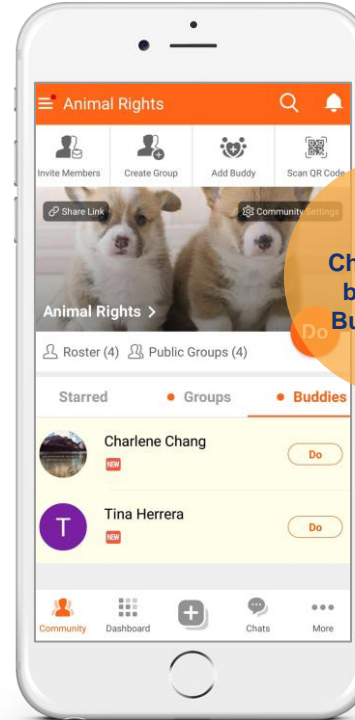 Animal Rights
Invite Members
Create Group
Add Buddy
Scan QR Code
Share Link
Community Settings
Animal Rights >
Do
Roster (4)
Public Groups (4)
Starred
Groups
Buddies
Charlene Chang
NEW
Do
T
Tina Herrera
NEW
Do
Community
Dashboard
Chats
More
Ch
b
Bu